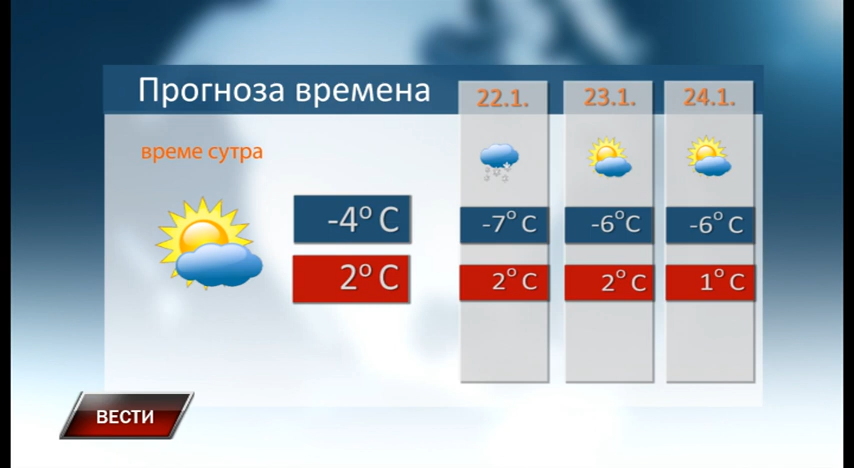 Прогноза времена
време сутра
-4° C
2° C
22.1.
-7° C
2° C
23.1.
-6°C
2° C
24.1.
-6° C
1° C
ВЕСТИ